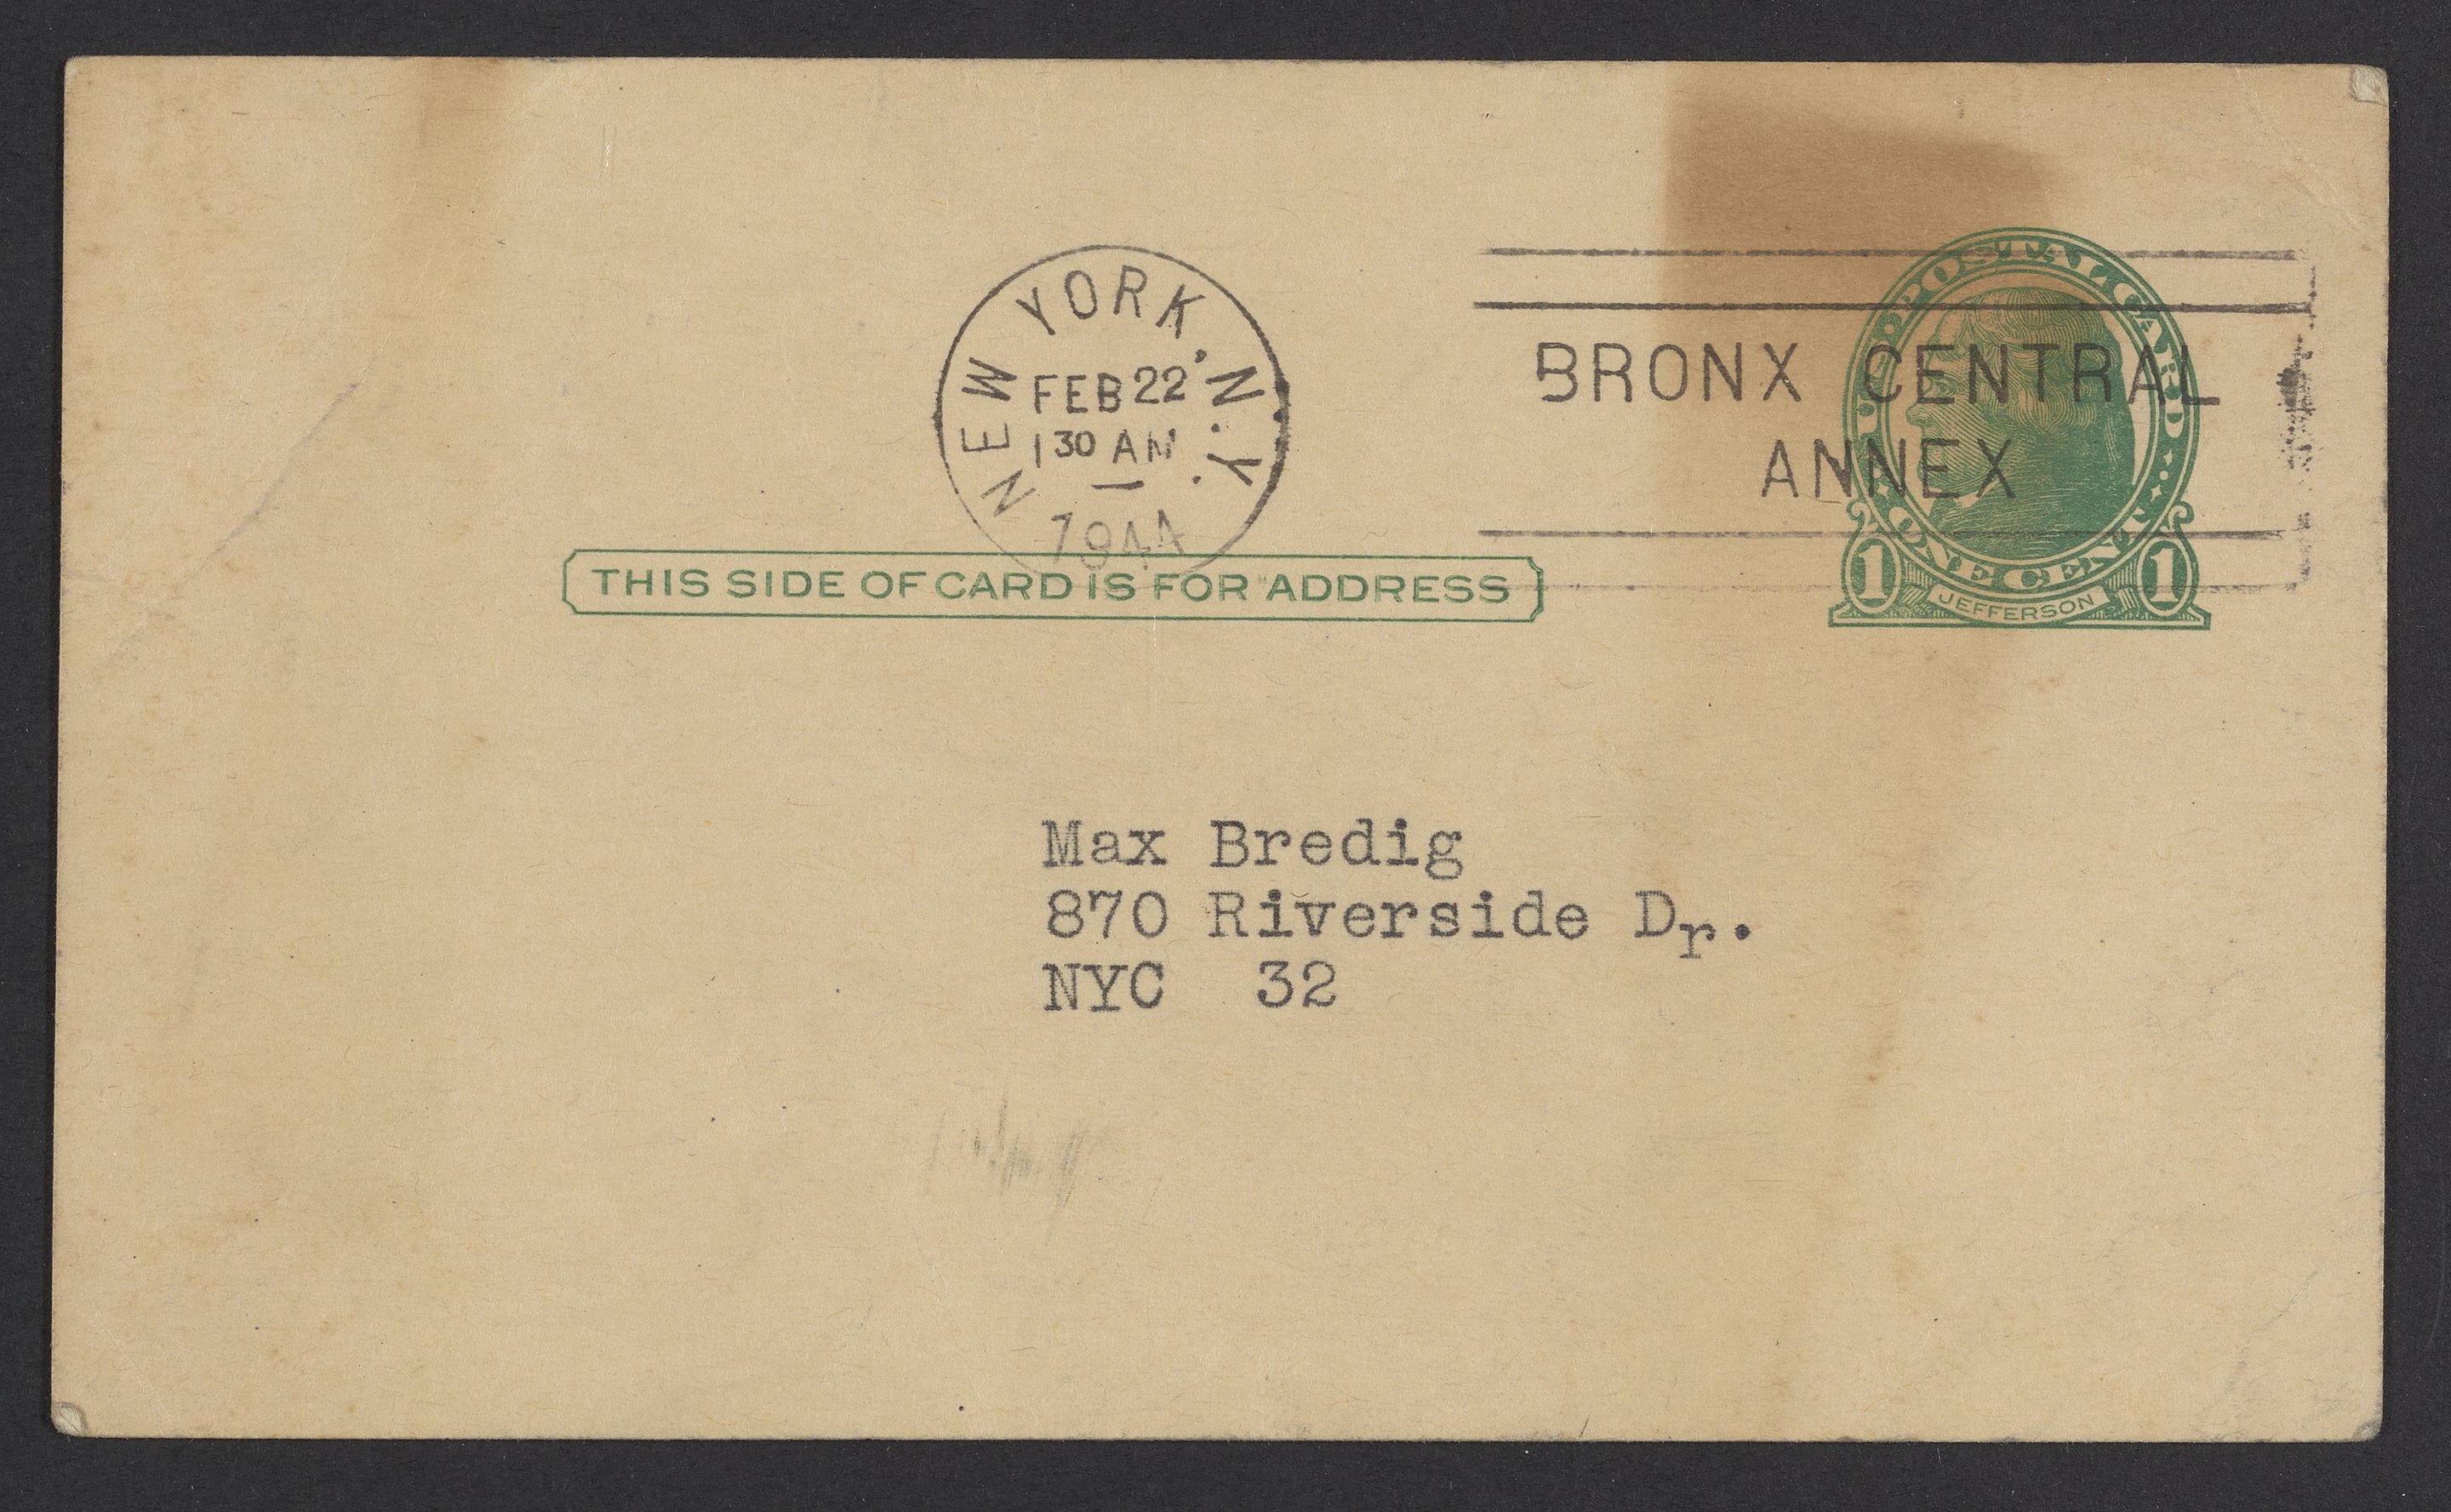 NEW YORK, N.Y.
FEB 22
1 30 AM
1944
BRONX CENTRAL
ANNEX
U.S. POSTAL CARD
ONE CENT
1 JEFFERSON 1
THIS SIDE OF CARD IS FOR ADDRESS
Max Bredig
870 Riverside Dr.
NYC 32